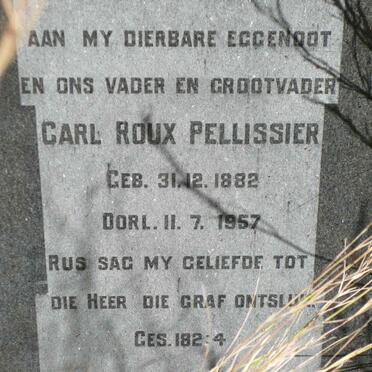 AAN MY DIERBARE EGGENOOT
EN ONS VADER EN GROOTVADER
CARL ROUX PELLISSIER
GEB. 31.12.1882
OORL. 11.7.1957
RUS SAG MY GELIEFDE TOT
DIE HEER DIE GRAF ONTSLUIT
GES. 182:4